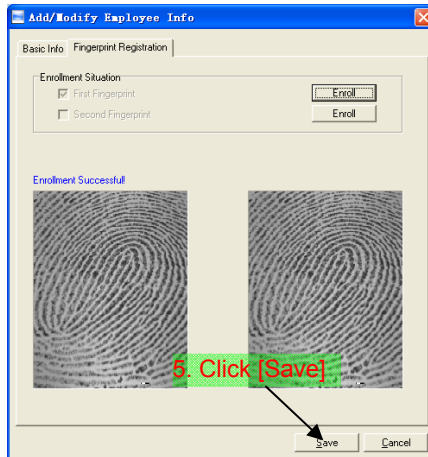 Add/Modify Employee Info
Basic Info Fingerprint Registration
Enrollment Situation
First Fingerprint Enroll
Second Fingerprint Enroll
Enrollment Successful!
5. Click [Save]
Save Cancel